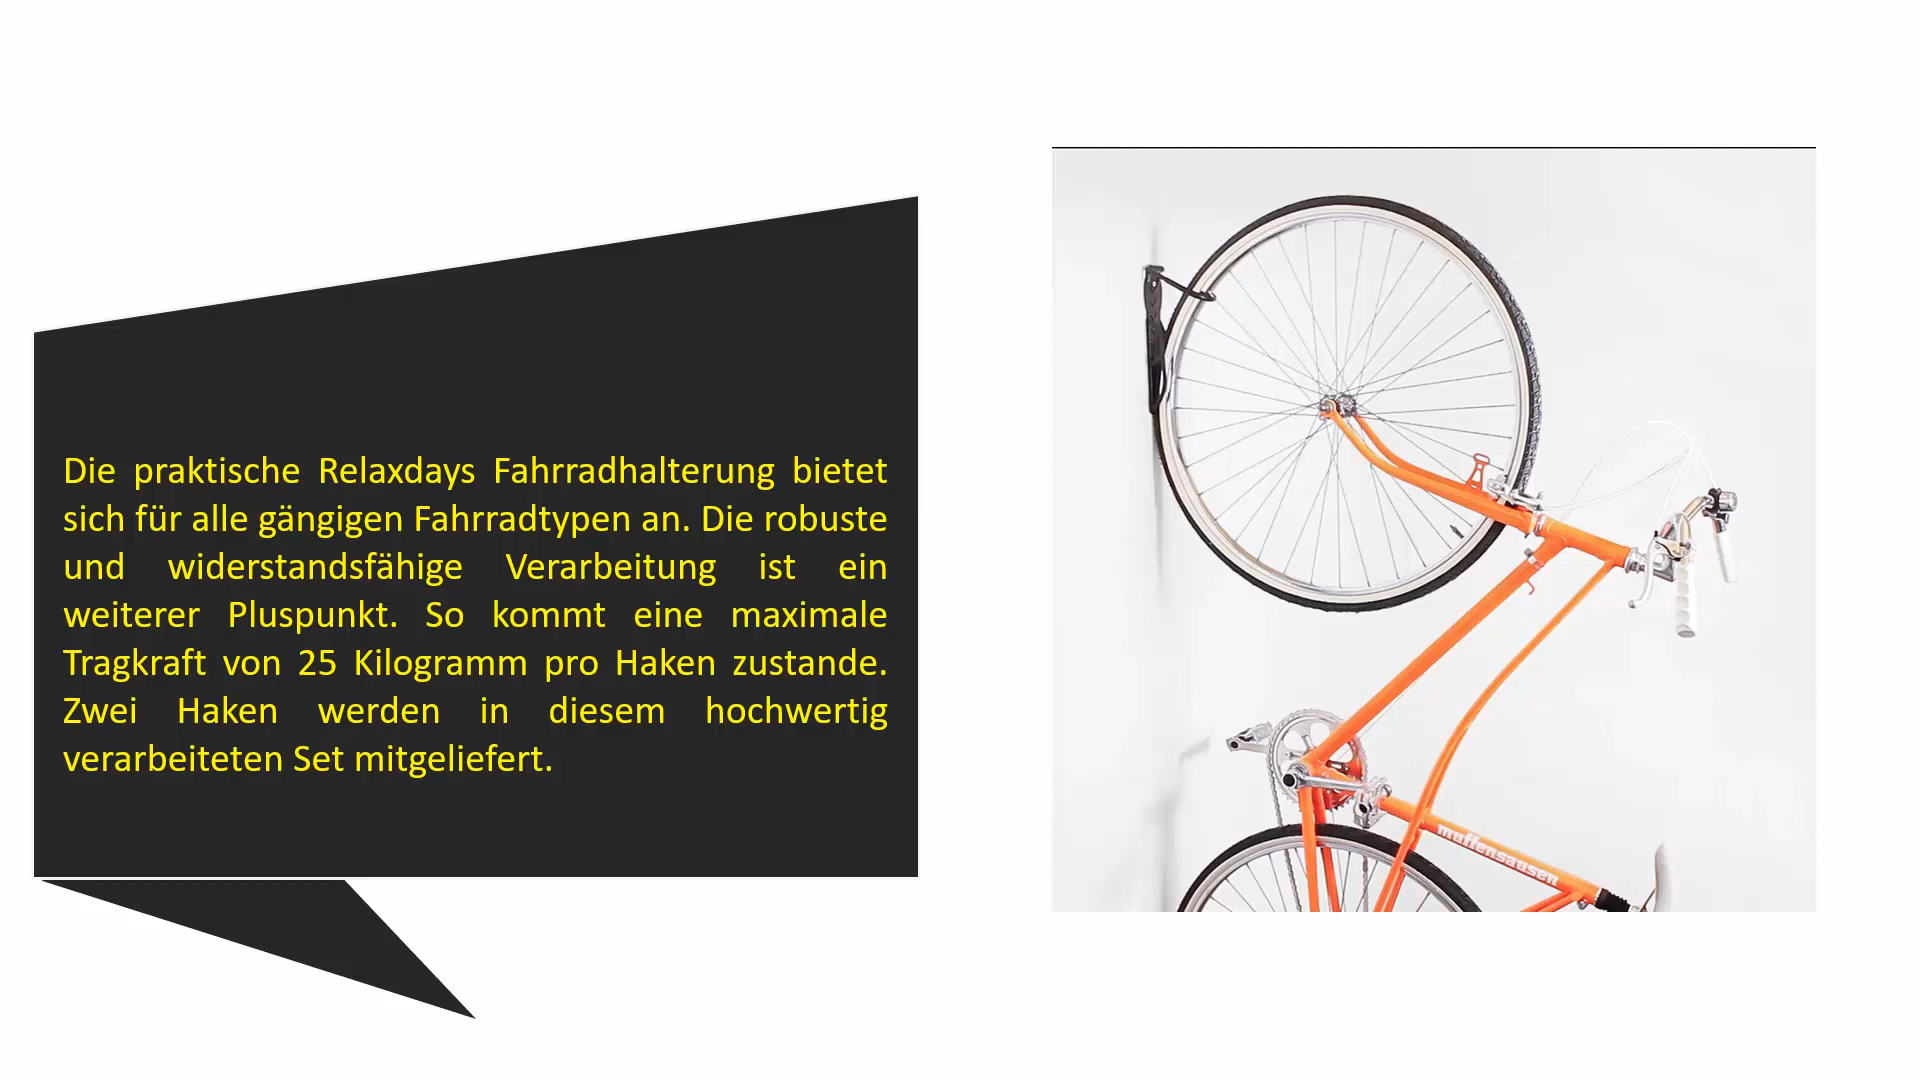 Die praktische Relaxdays Fahrradhalterung bietet
sich für alle gängigen Fahrradtypen an. Die robuste
und widerstandsfähige Verarbeitung ist ein
weiterer Pluspunkt. So kommt eine maximale
Tragkraft von 25 Kilogramm pro Haken zustande.
Zwei Haken werden in diesem hochwertig
verarbeiteten Set mitgeliefert.
muffensausen